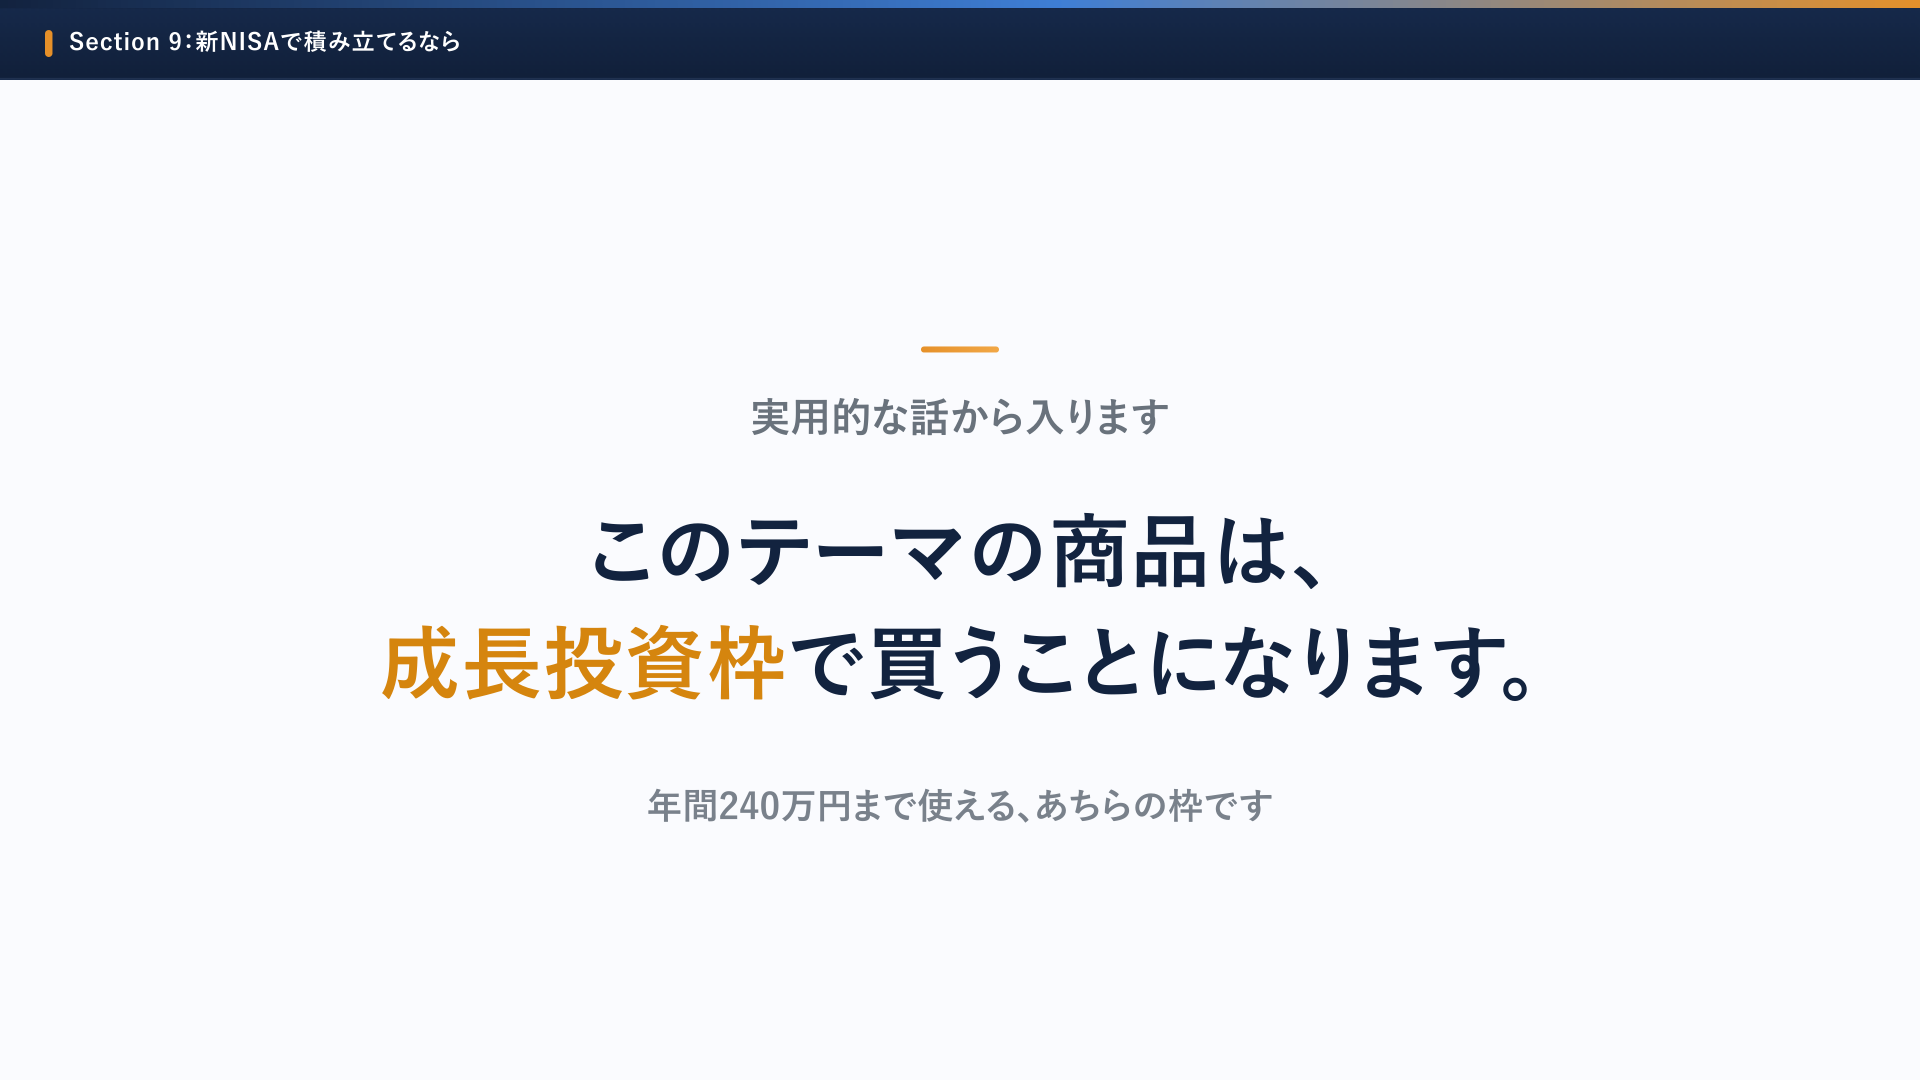 Section 9：新NISAで積み立てるなら
実用的な話から入ります
このテーマの商品は、
成長投資枠で買うことになります。
年間240万円まで使える、あちらの枠です